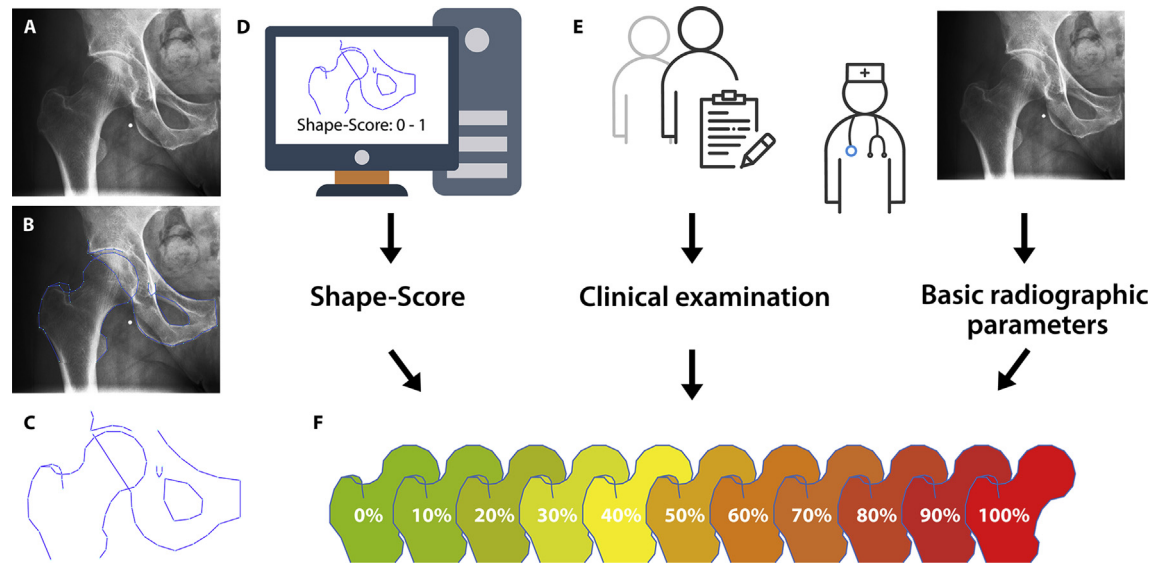 A
B
C
D
Shape-Score: 0 - 1
E
Shape-Score
Clinical examination
Basic radiographic
parameters
F
0% 10% 20% 30% 40% 50% 60% 70% 80% 90% 100%